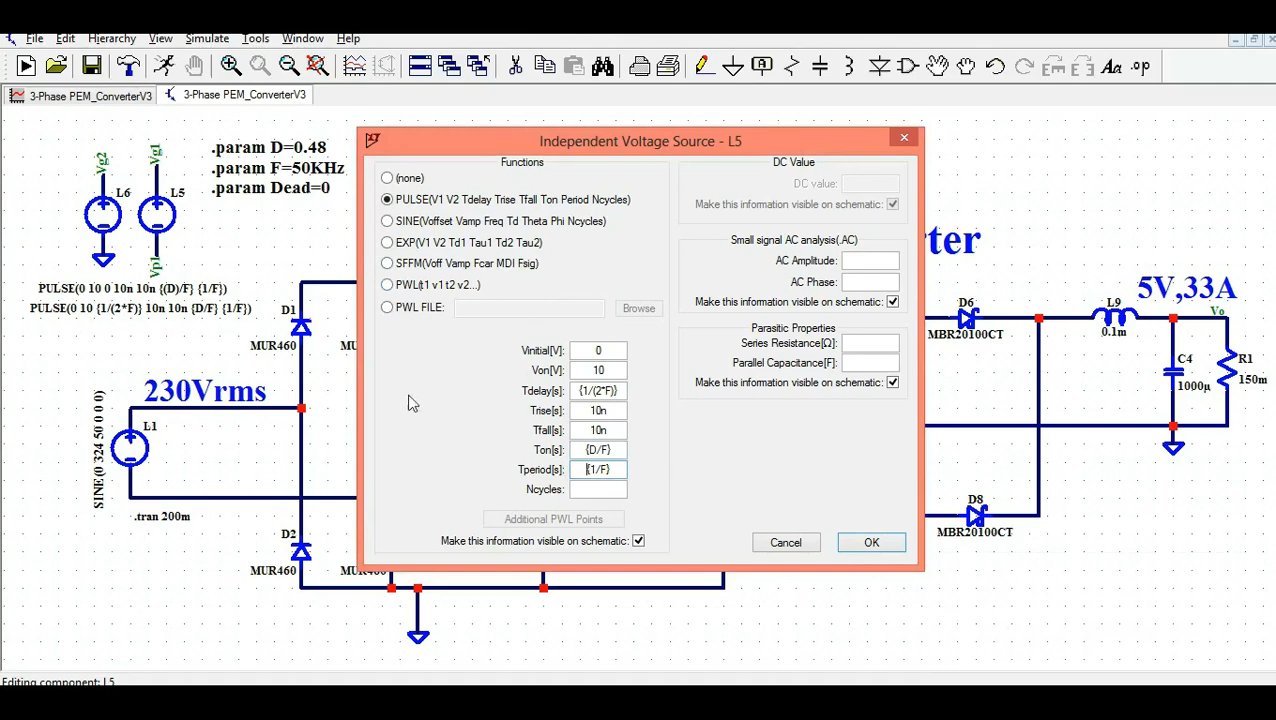 File Edit Hierarchy View Simulate Tools Window Help
Aa .op
3-Phase PEM_ConverterV3
3-Phase PEM_ConverterV3
.param D=0.48
.param F=50KHz
.param Dead=0
Vg2
Vg1
L6
L5
Vp1
PULSE(0 10 0 10n 10n {(D)/F} {1/F})
PULSE(0 10 {1/(2*F)} 10n 10n {D/F} {1/F})
D1
MUR460
MUR
230Vrms
L1
SINE(0 324 50 0 0 0)
.tran 200m
D2
MUR460
MUR460
Independent Voltage Source - L5
Functions
(none)
PULSE(V1 V2 Tdelay Trise Tfall Ton Period Ncycles)
SINE(Voffset Vamp Freq Td Theta Phi Ncycles)
EXP(V1 V2 Td1 Tau1 Td2 Tau2)
SFFM(Voff Vamp Fcar MDI Fsig)
PWL(t1 v1 t2 v2...)
PWL FILE:
Browse
Vinitial[V]: 0
Von[V]: 10
Tdelay[s]: {1/(2*F)}
Trise[s]: 10n
Tfall[s]: 10n
Ton[s]: {D/F}
Tperiod[s]: {1/F}
Ncycles:
Additional PWL Points
Make this information visible on schematic:
DC Value
DC value:
Make this information visible on schematic:
Small signal AC analysis(.AC)
AC Amplitude:
AC Phase:
Make this information visible on schematic:
Parasitic Properties
Series Resistance[Ω]:
Parallel Capacitance[F]:
Make this information visible on schematic:
Cancel
OK
rter
5V,33A
Vo
D6
MBR20100CT
L9
0.1m
C4
1000µ
R1
150m
D8
MBR20100CT
Editing component: L5